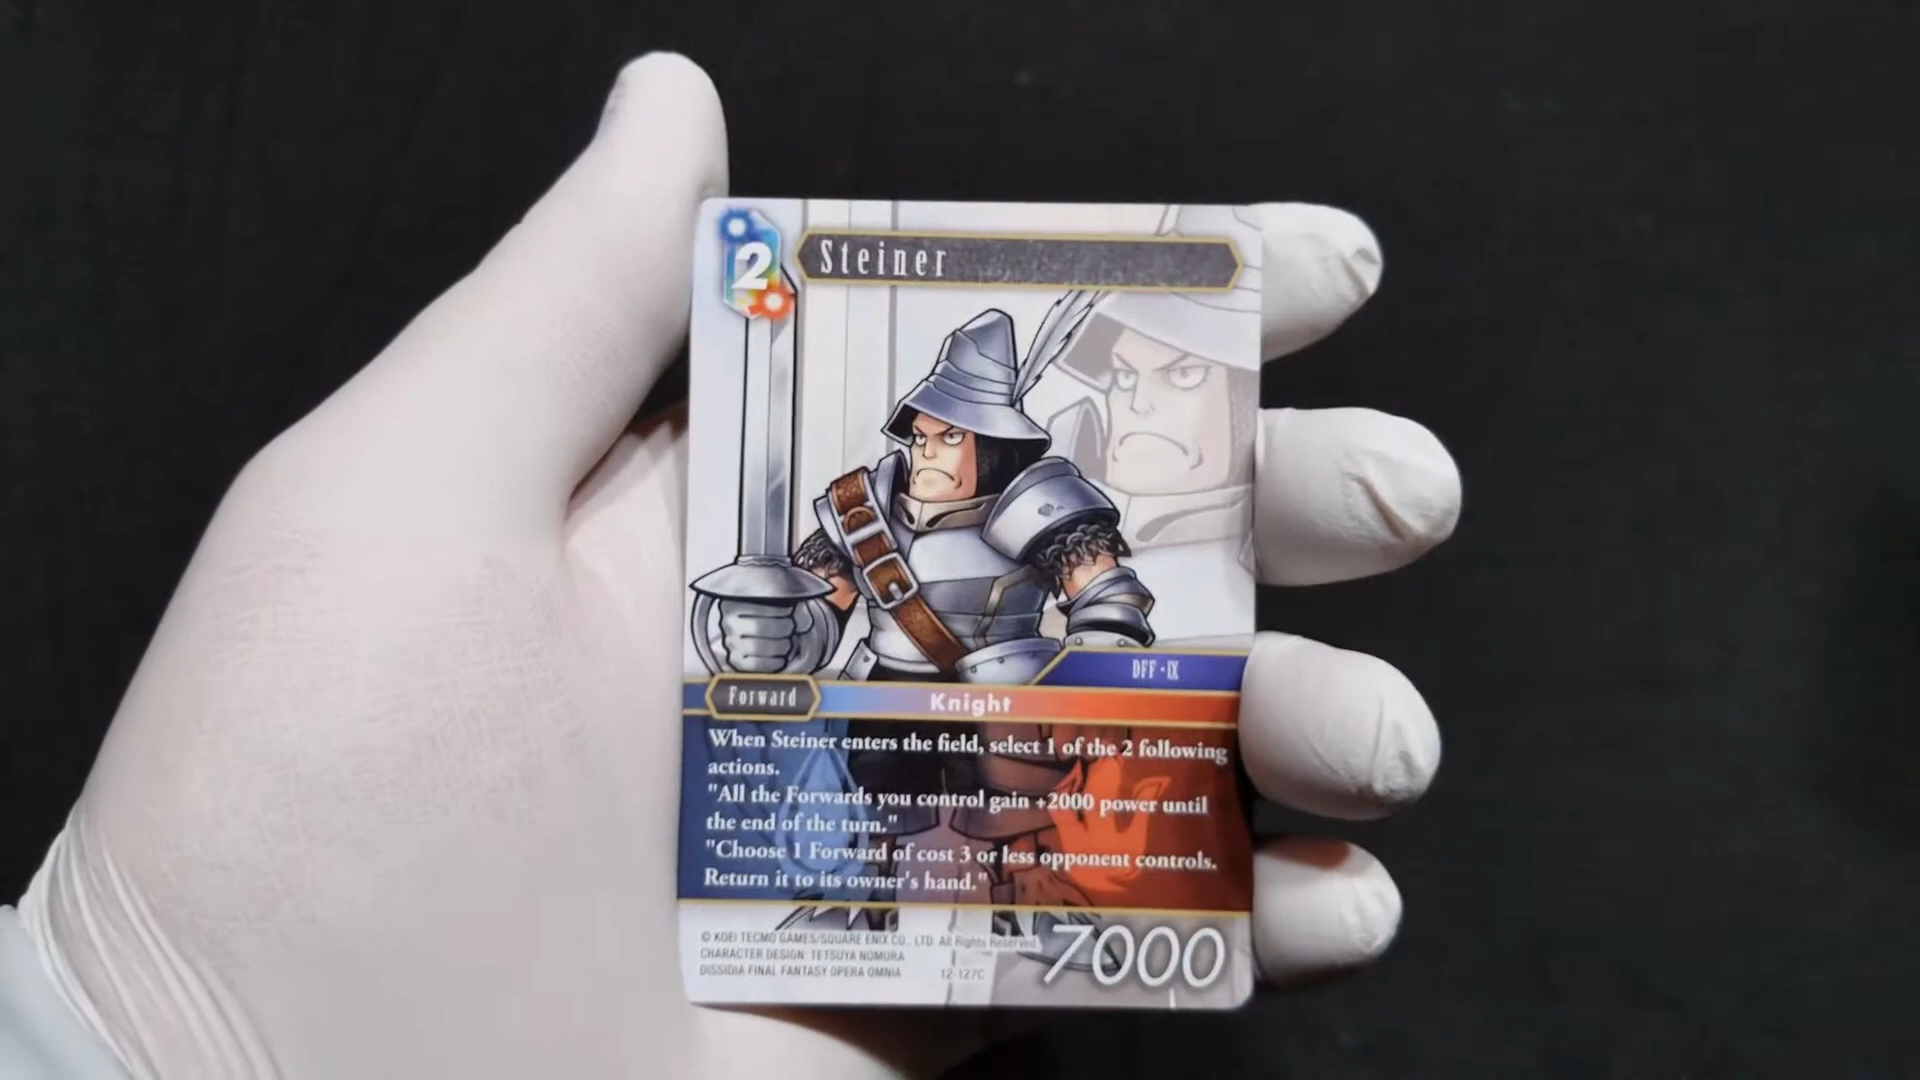 2
Steiner
DFF・IX
Forward
Knight
When Steiner enters the field, select 1 of the 2 following
actions.
"All the Forwards you control gain +2000 power until
the end of the turn."
"Choose 1 Forward of cost 3 or less opponent controls.
Return it to its owner's hand."
© KOEI TECMO GAMES/SQUARE ENIX CO., LTD. All Rights Reserved.
CHARACTER DESIGN: TETSUYA NOMURA
DISSIDIA FINAL FANTASY OPERA OMNIA
12-127C
7000